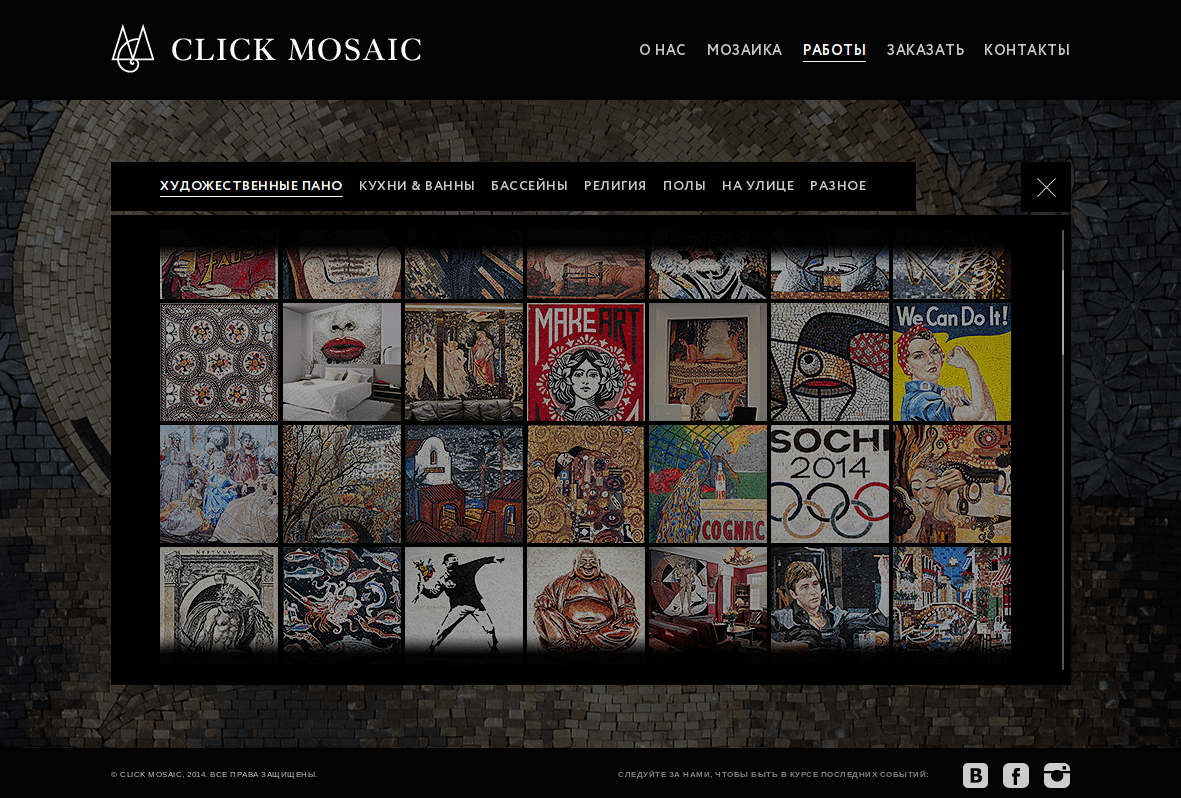 CLICK MOSAIC
О НАС МОЗАИКА РАБОТЫ ЗАКАЗАТЬ КОНТАКТЫ
ХУДОЖЕСТВЕННЫЕ ПАНО КУХНИ & ВАННЫ БАССЕЙНЫ РЕЛИГИЯ ПОЛЫ НА УЛИЦЕ РАЗНОЕ
FAUST
MAKE ART
We Can Do It!
COGNAC
SOCHI
2014
NEPTVNVS
© CLICK MOSAIC, 2014. ВСЕ ПРАВА ЗАЩИЩЕНЫ.
СЛЕДУЙТЕ ЗА НАМИ, ЧТОБЫ БЫТЬ В КУРСЕ ПОСЛЕДНИХ СОБЫТИЙ: